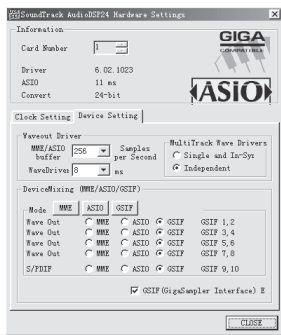 SoundTrack AudioDSP24 Hardware Settings
Information
Card Number 1
GIGA
COMPATIBLE
Driver 6.02.1023
ASIO 11 ms
Convert 24-bit
ASIO
Clock Setting Device Setting
Waveout Driver
MME/ASIO buffer 256 Samples per Second
WaveDriver 8 ms
MultiTrack Wave Drivers
Single and In-Syn
Independent
DeviceMixing (MME/ASIO/GSIF)
Mode MME ASIO GSIF
Wave Out MME ASIO GSIF GSIF 1,2
Wave Out MME ASIO GSIF GSIF 3,4
Wave Out MME ASIO GSIF GSIF 5,6
Wave Out MME ASIO GSIF GSIF 7,8
S/PDIF MME ASIO GSIF GSIF 9,10
GSIF(GigaSampler Interface) E
CLOSE